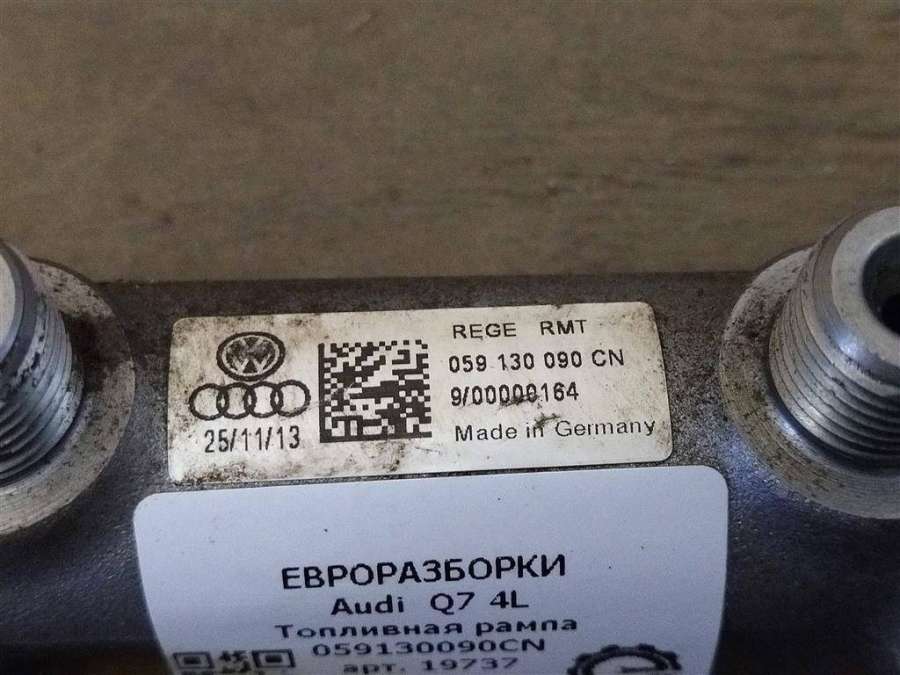 REGE RMT
059 130 090 CN
9/00000164
Made in Germany
25/11/13
ЕВРОРАЗБОРКИ
Audi Q7 4L
Топливная рампа
059130090CN
арт. 19737